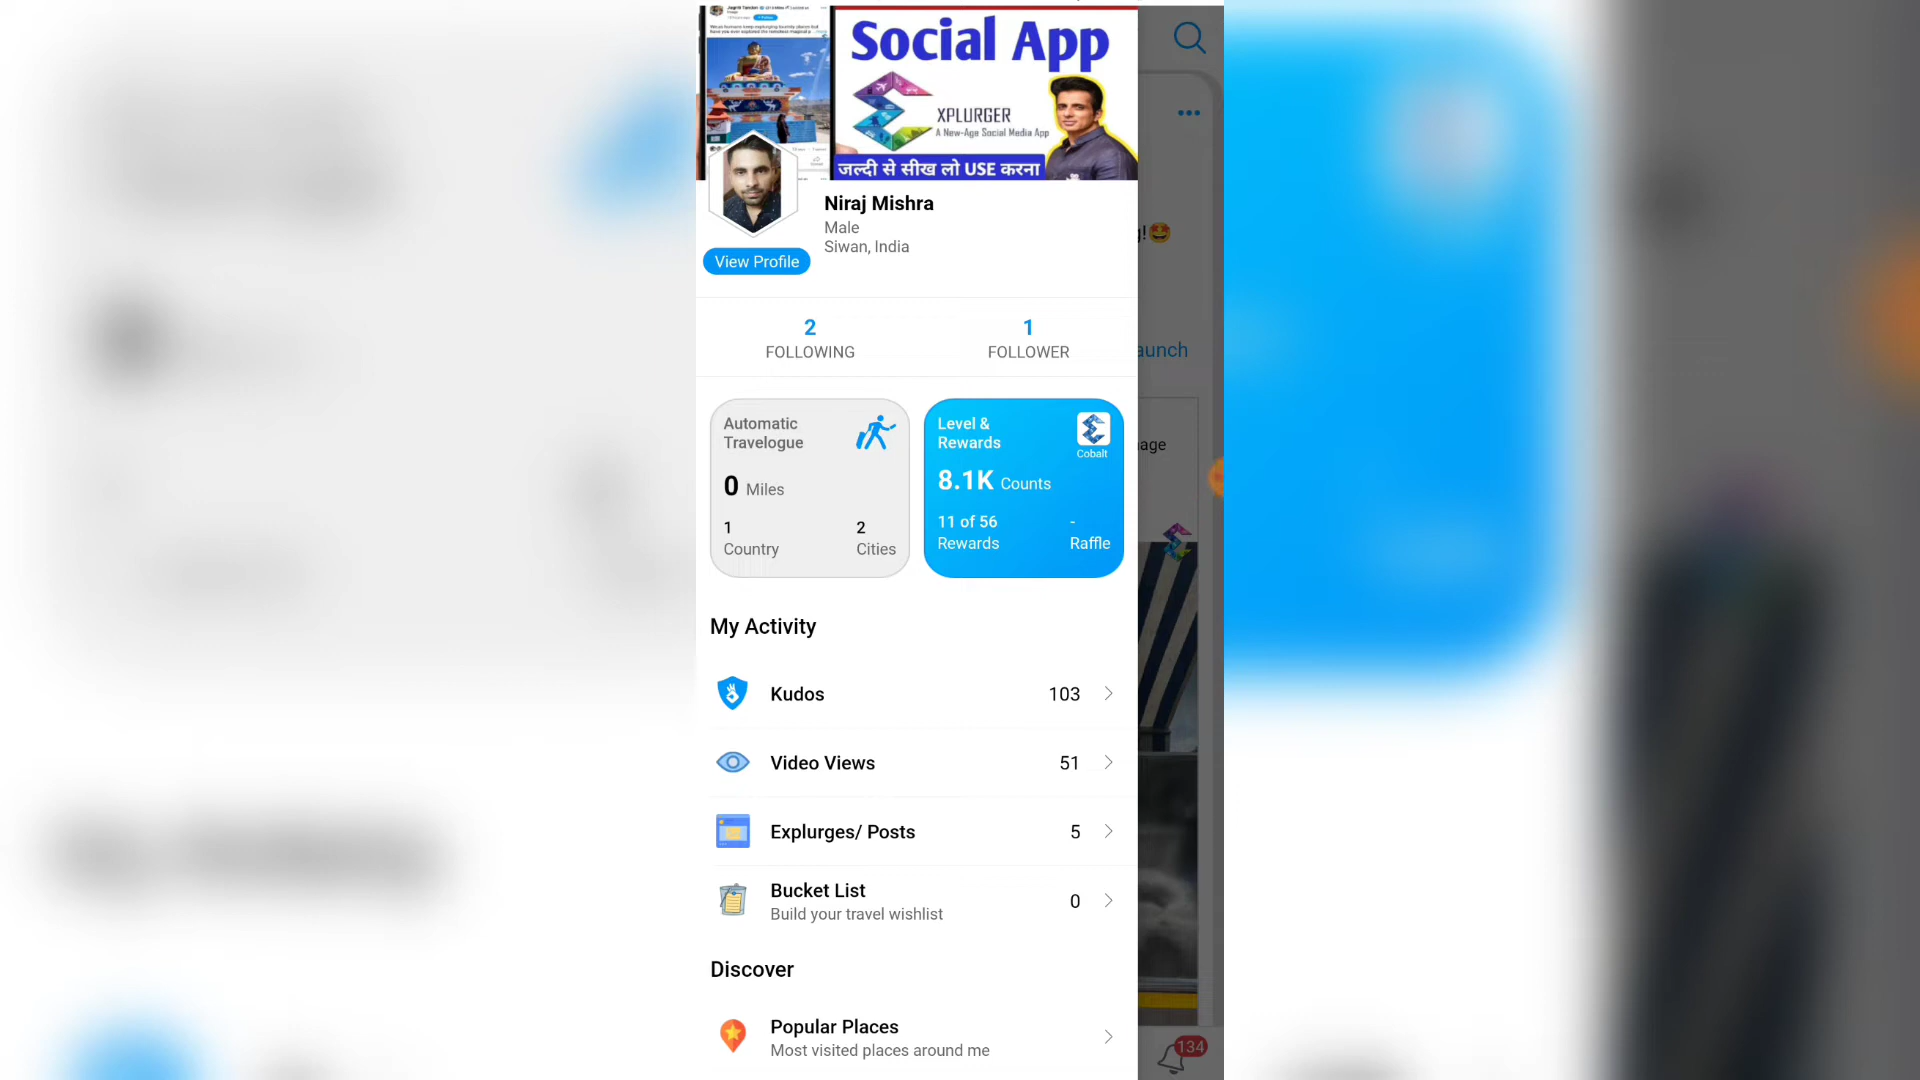 Social App
XPLURGER
A New-Age Social Media App
जल्दी से सीख लो USE करना
Niraj Mishra
Male
Siwan, India
View Profile
2
FOLLOWING
1
FOLLOWER
aunch
Automatic
Travelogue
0 Miles
1
Country
2
Cities
Level &
Rewards
Cobalt
8.1K Counts
11 of 56
Rewards
-
Raffle
age
My Activity
Kudos 103
Video Views 51
Explurges/ Posts 5
Bucket List
Build your travel wishlist
0
Discover
Popular Places
Most visited places around me
134